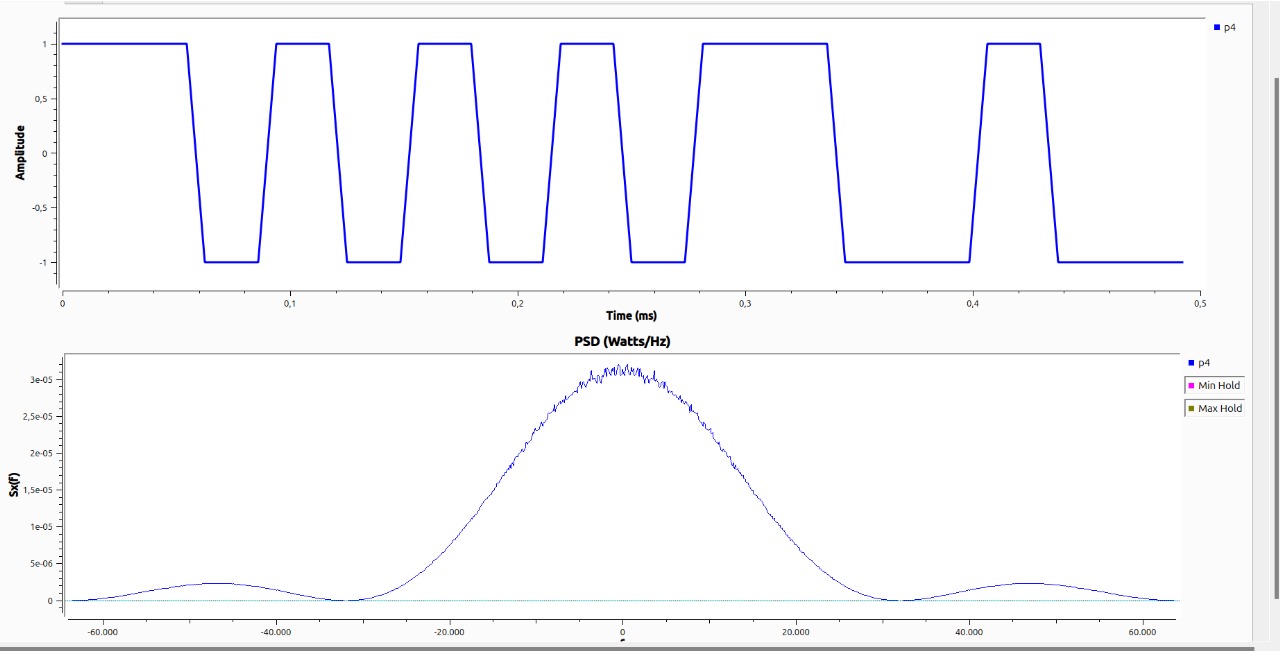 p4
1
0,5
0
-0,5
-1
Amplitude
0 0,1 0,2 0,3 0,4 0,5
Time (ms)
PSD (Watts/Hz)
p4
Min Hold
Max Hold
3e-05
2,5e-05
2e-05
1,5e-05
1e-05
5e-06
0
Sx(f)
-60.000 -40.000 -20.000 0 20.000 40.000 60.000